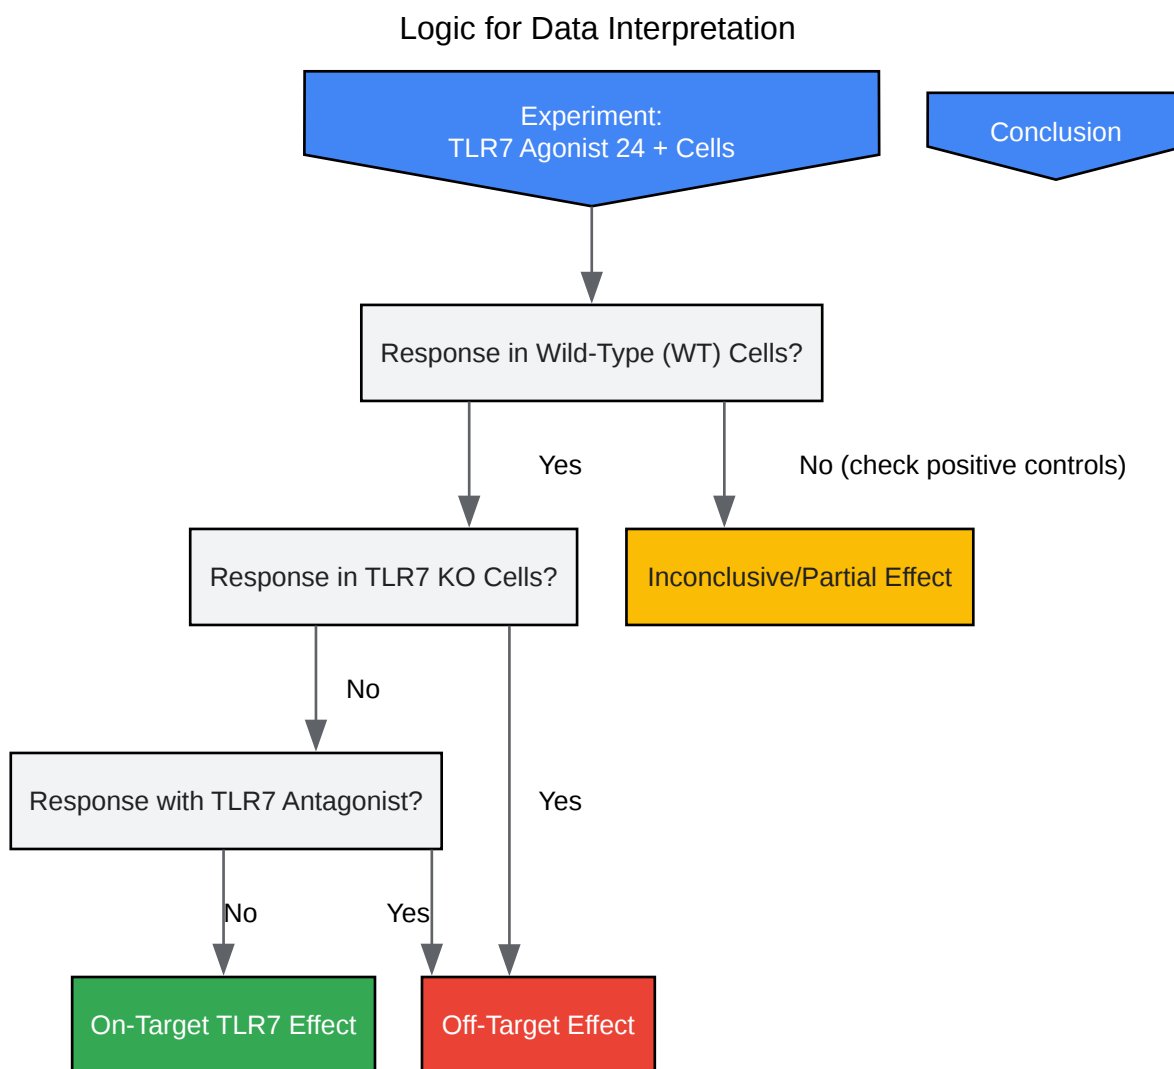 Logic for Data Interpretation
Experiment:
TLR7 Agonist 24 + Cells
Conclusion
Response in Wild-Type (WT) Cells?
Yes
No (check positive controls)
Response in TLR7 KO Cells?
Inconclusive/Partial Effect
No
Response with TLR7 Antagonist?
Yes
No
Yes
On-Target TLR7 Effect
Off-Target Effect